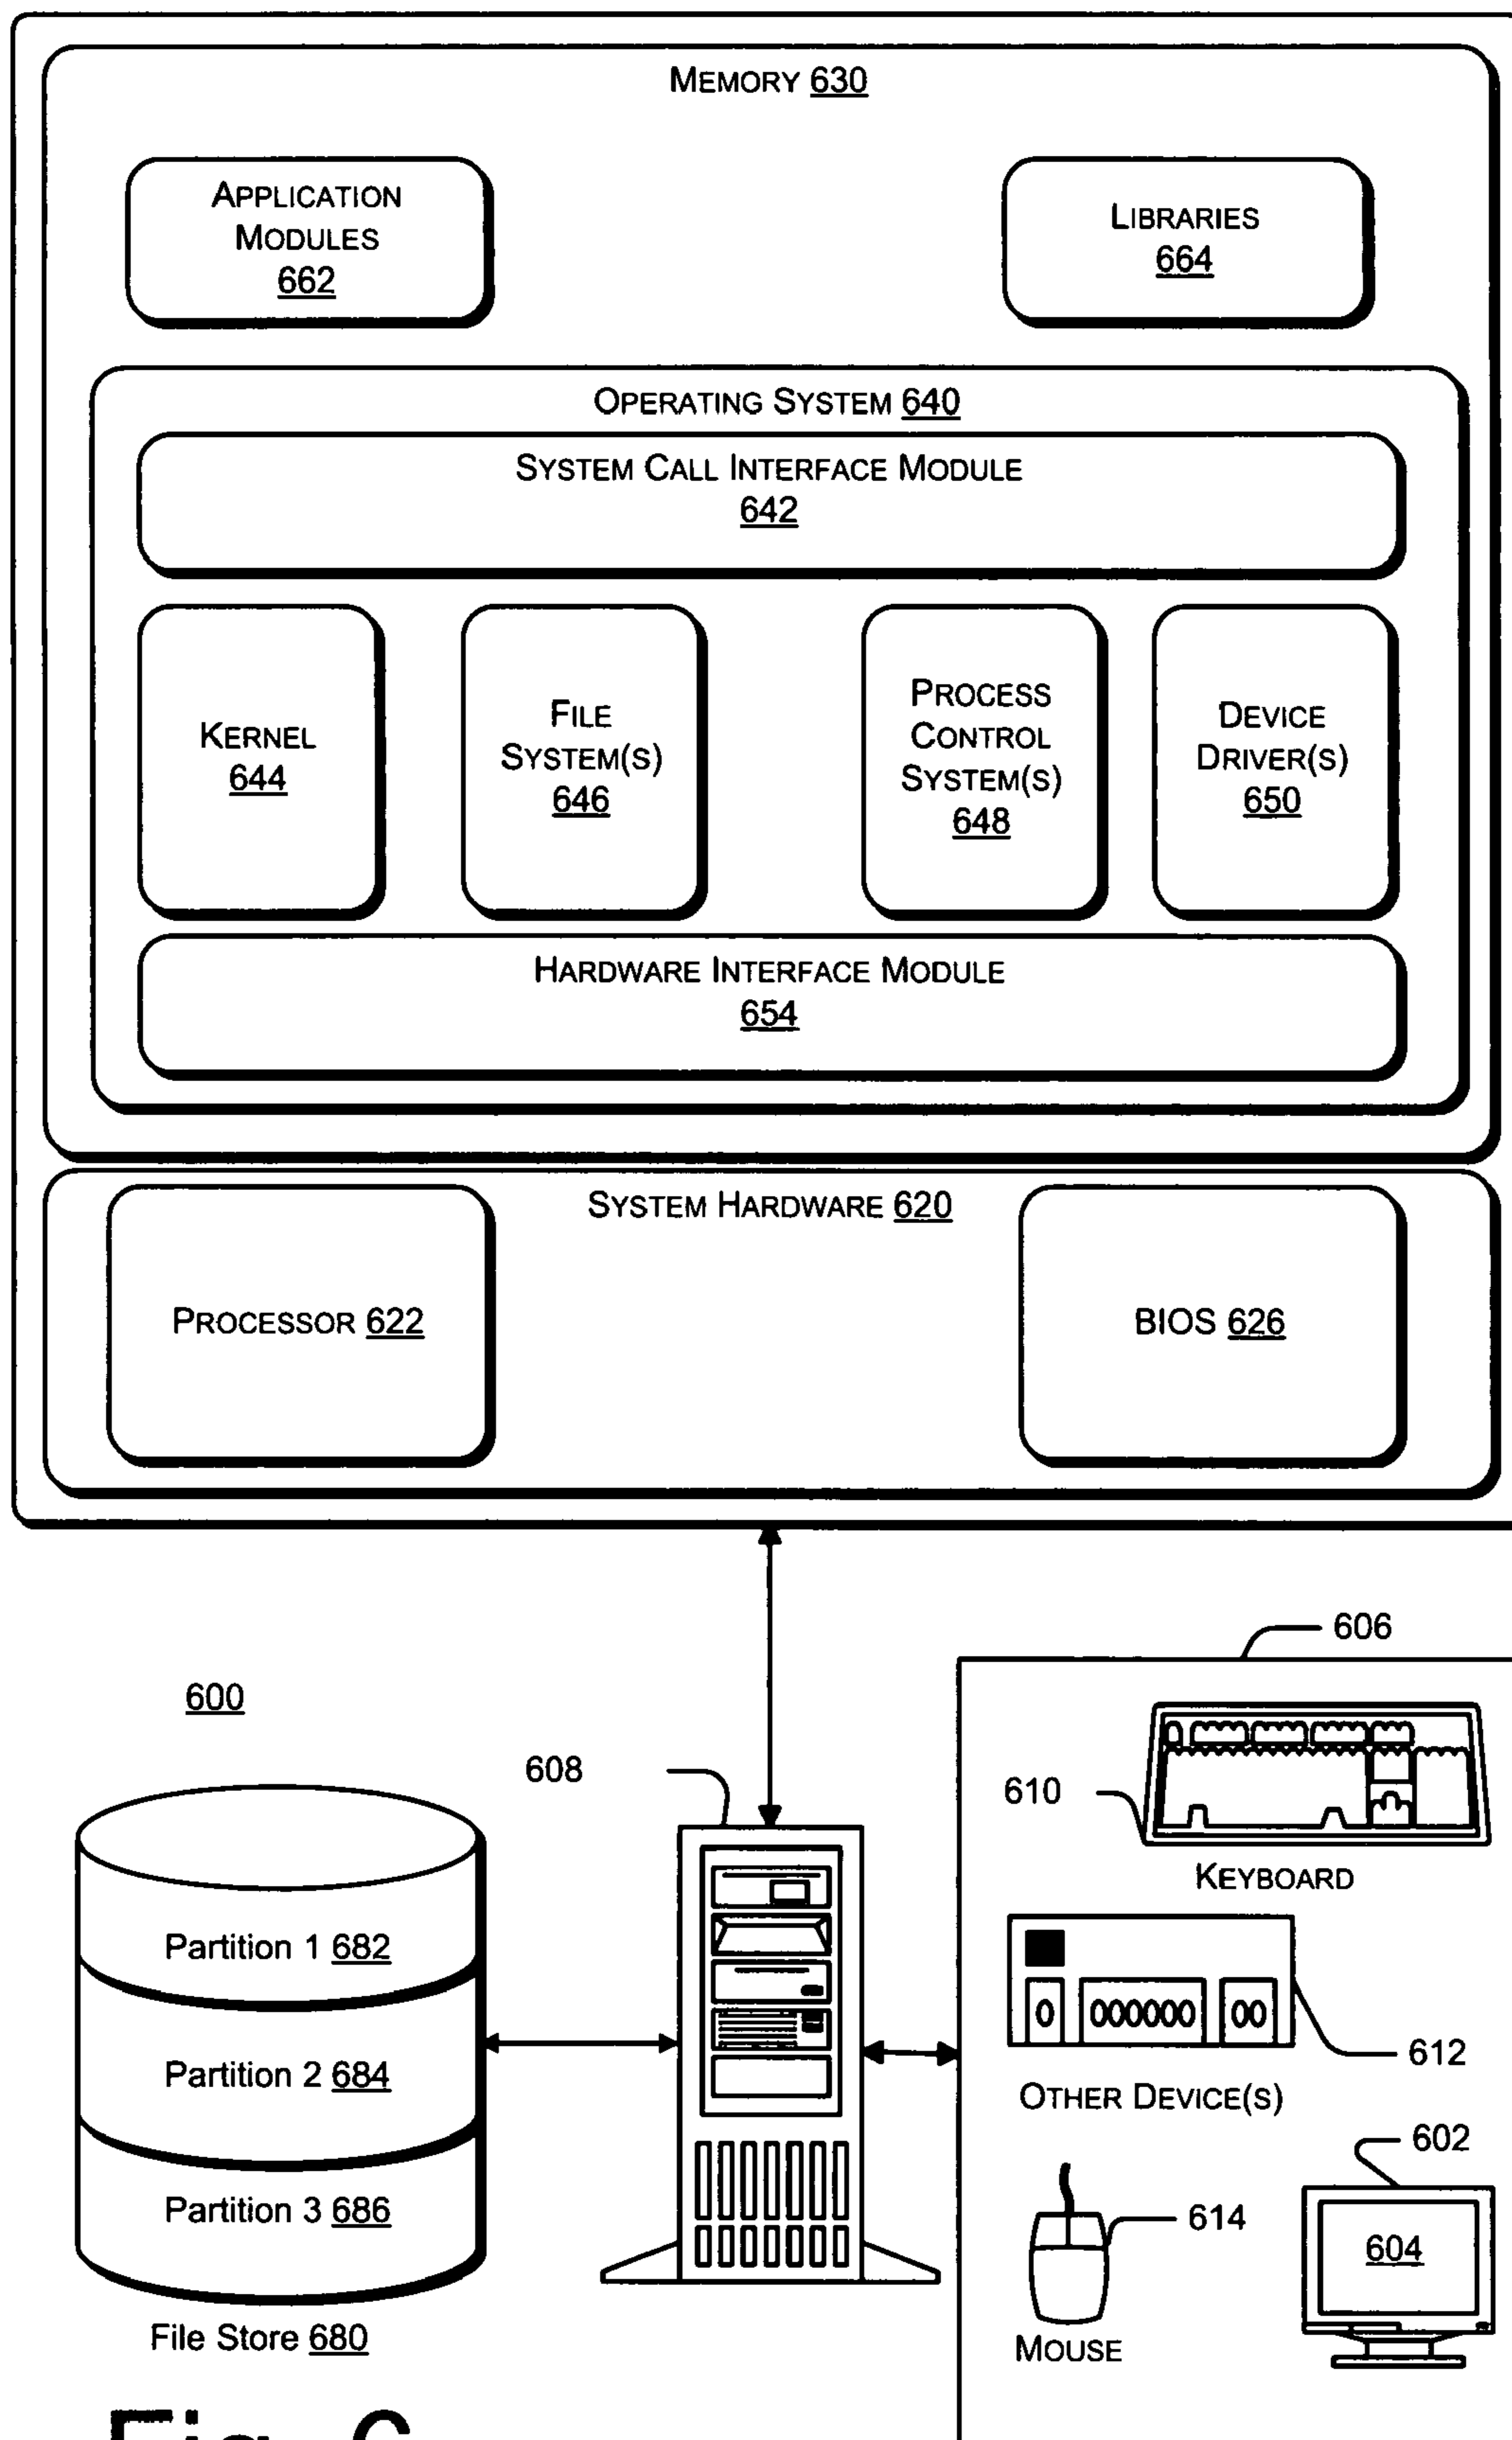 MEMORY 630
APPLICATION
MODULES
662
LIBRARIES
664
OPERATING SYSTEM 640
SYSTEM CALL INTERFACE MODULE
642
KERNEL
644
FILE
SYSTEM(S)
646
PROCESS
CONTROL
SYSTEM(S)
648
DEVICE
DRIVER(S)
650
HARDWARE INTERFACE MODULE
654
SYSTEM HARDWARE 620
PROCESSOR 622
BIOS 626
600
608
606
610
KEYBOARD
612
OTHER DEVICE(S)
602
604
614
MOUSE
Partition 1 682
Partition 2 684
Partition 3 686
File Store 680
Fig. 6